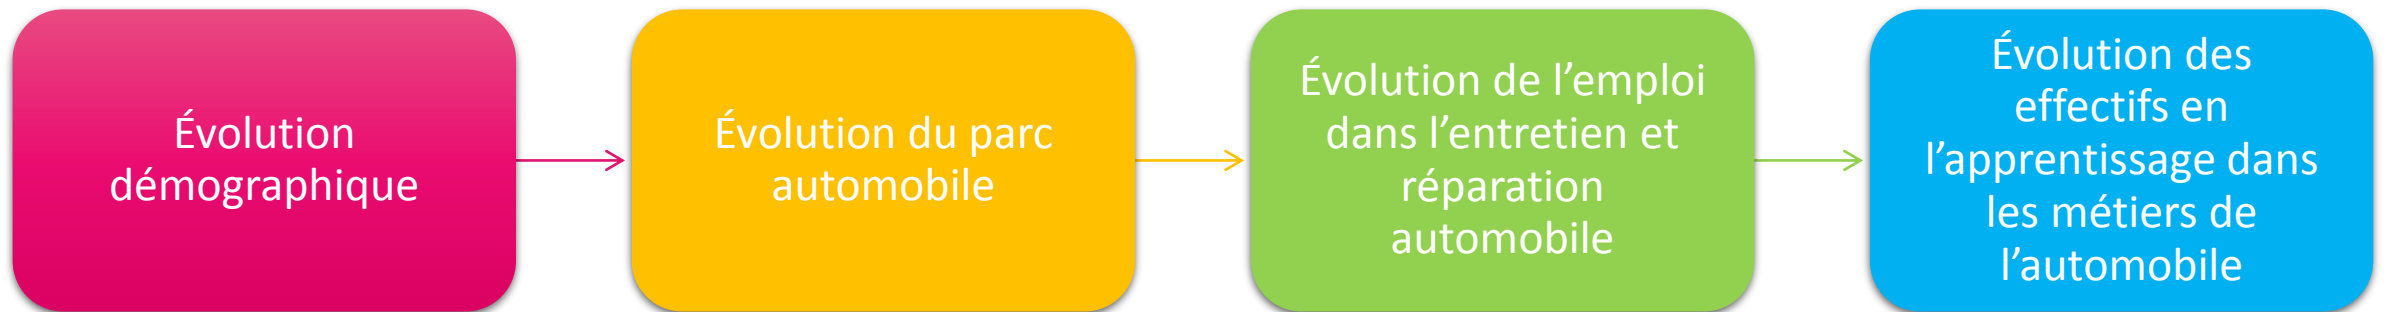 Évolution
démographique
Évolution du parc
automobile
Évolution de l’emploi
dans l’entretien et
réparation
automobile
Évolution des
effectifs en
l’apprentissage dans
les métiers de
l’automobile